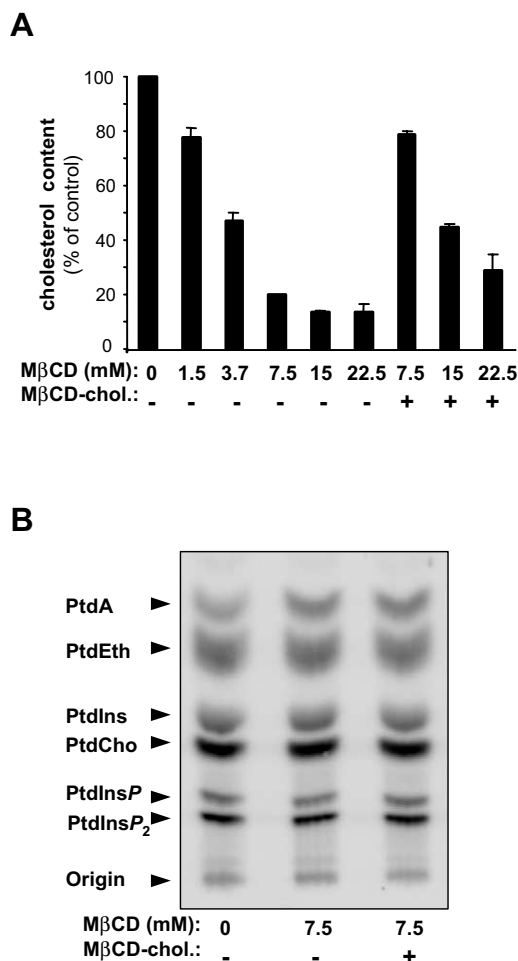 A
cholesterol content
(% of control)
100
80
60
40
20
0
MβCD (mM): 0 1.5 3.7 7.5 15 22.5 7.5 15 22.5
MβCD-chol.: - - - - - - + + +
B
PtdA
PtdEth
PtdIns
PtdCho
PtdInsP
PtdInsP₂
Origin
MβCD (mM): 0 7.5 7.5
MβCD-chol.: - - +